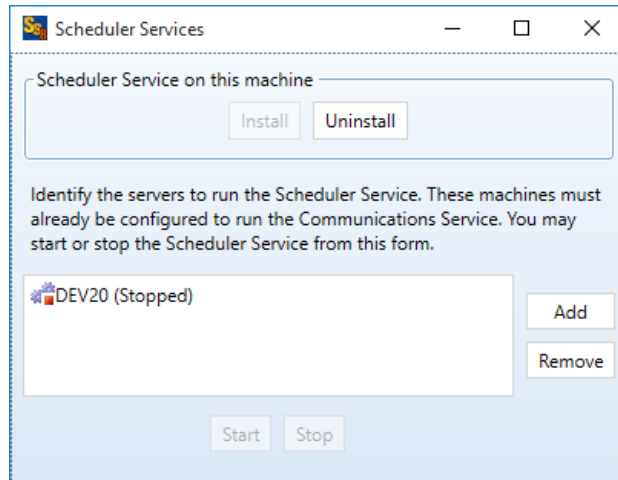 Scheduler Services
Scheduler Service on this machine
Install Uninstall
Identify the servers to run the Scheduler Service. These machines must
already be configured to run the Communications Service. You may
start or stop the Scheduler Service from this form.
DEV20 (Stopped)
Add
Remove
Start Stop